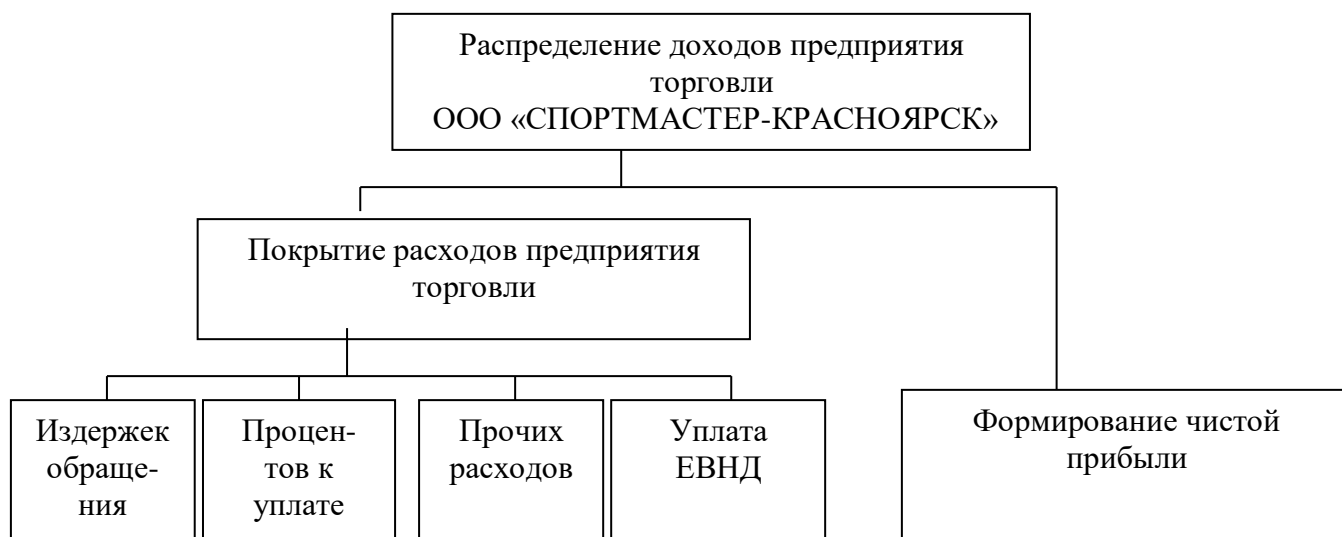 Распределение доходов предприятия
торговли
ООО «СПОРТМАСТЕР-КРАСНОЯРСК»
Покрытие расходов предприятия
торговли
Издержек
обраще-
ния
Процен-
тов к
уплате
Прочих
расходов
Уплата
ЕВНД
Формирование чистой
прибыли